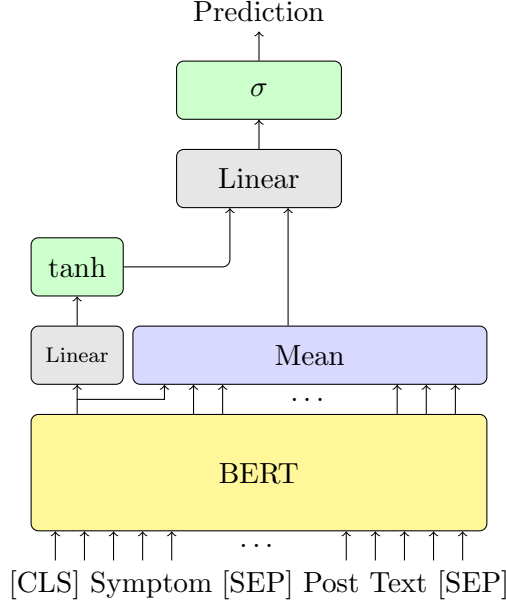 Prediction
σ
Linear
tanh
Linear
Mean
...
BERT
...
[CLS] Symptom [SEP] Post Text [SEP]